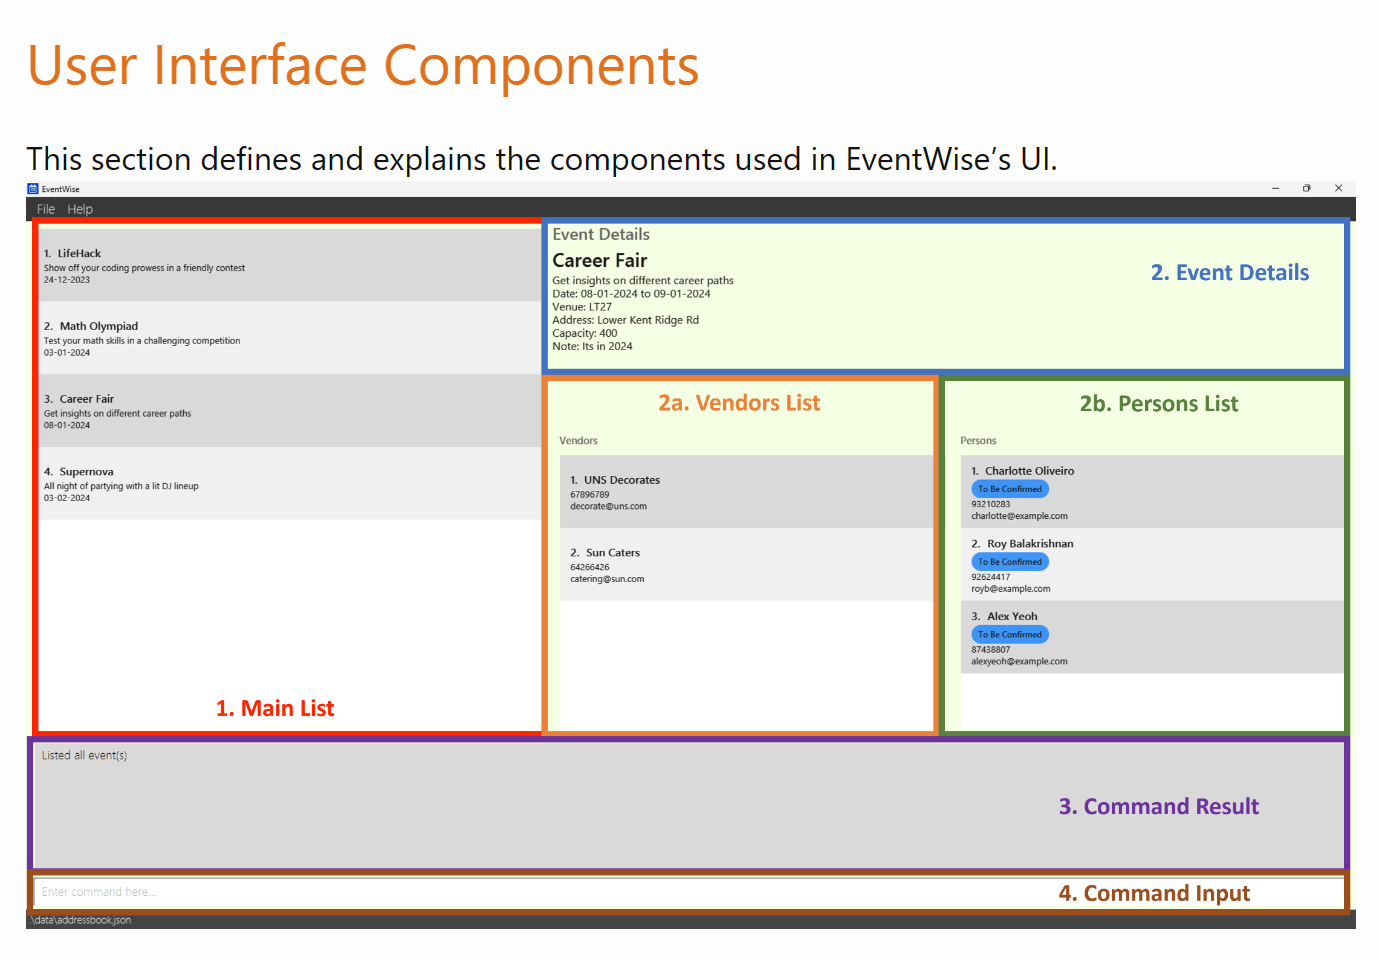 User Interface Components
This section defines and explains the components used in EventWise’s UI.
EventWise
File Help
1. LifeHack
Show off your coding prowess in a friendly contest
24-12-2023
2. Math Olympiad
Test your math skills in a challenging competition
03-01-2024
3. Career Fair
Get insights on different career paths
08-01-2024
4. Supernova
All night of partying with a lit DJ lineup
03-02-2024
1. Main List
Event Details
Career Fair
Get insights on different career paths
Date: 08-01-2024 to 09-01-2024
Venue: LT27
Address: Lower Kent Ridge Rd
Capacity: 400
Note: Its in 2024
2. Event Details
2a. Vendors List
Vendors
1. UNS Decorates
67896789
decorate@uns.com
2. Sun Caters
64266426
catering@sun.com
2b. Persons List
Persons
1. Charlotte Oliveiro
To Be Confirmed
93210283
charlotte@example.com
2. Roy Balakrishnan
To Be Confirmed
92624417
royb@example.com
3. Alex Yeoh
To Be Confirmed
87438807
alexyeoh@example.com
Listed all event(s)
3. Command Result
Enter command here...
4. Command Input
.\data\addressbook.json